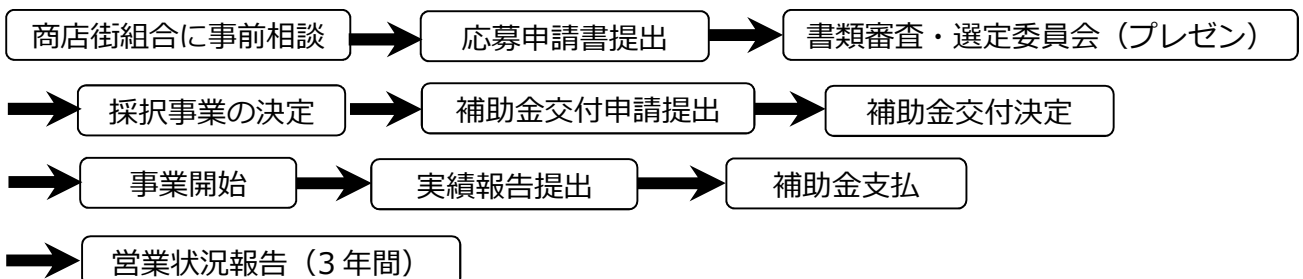 商店街組合に事前相談 応募申請書提出 書類審査・選定委員会（プレゼン）
採択事業の決定 補助金交付申請提出 補助金交付決定
事業開始 実績報告提出 補助金支払
営業状況報告（3年間）